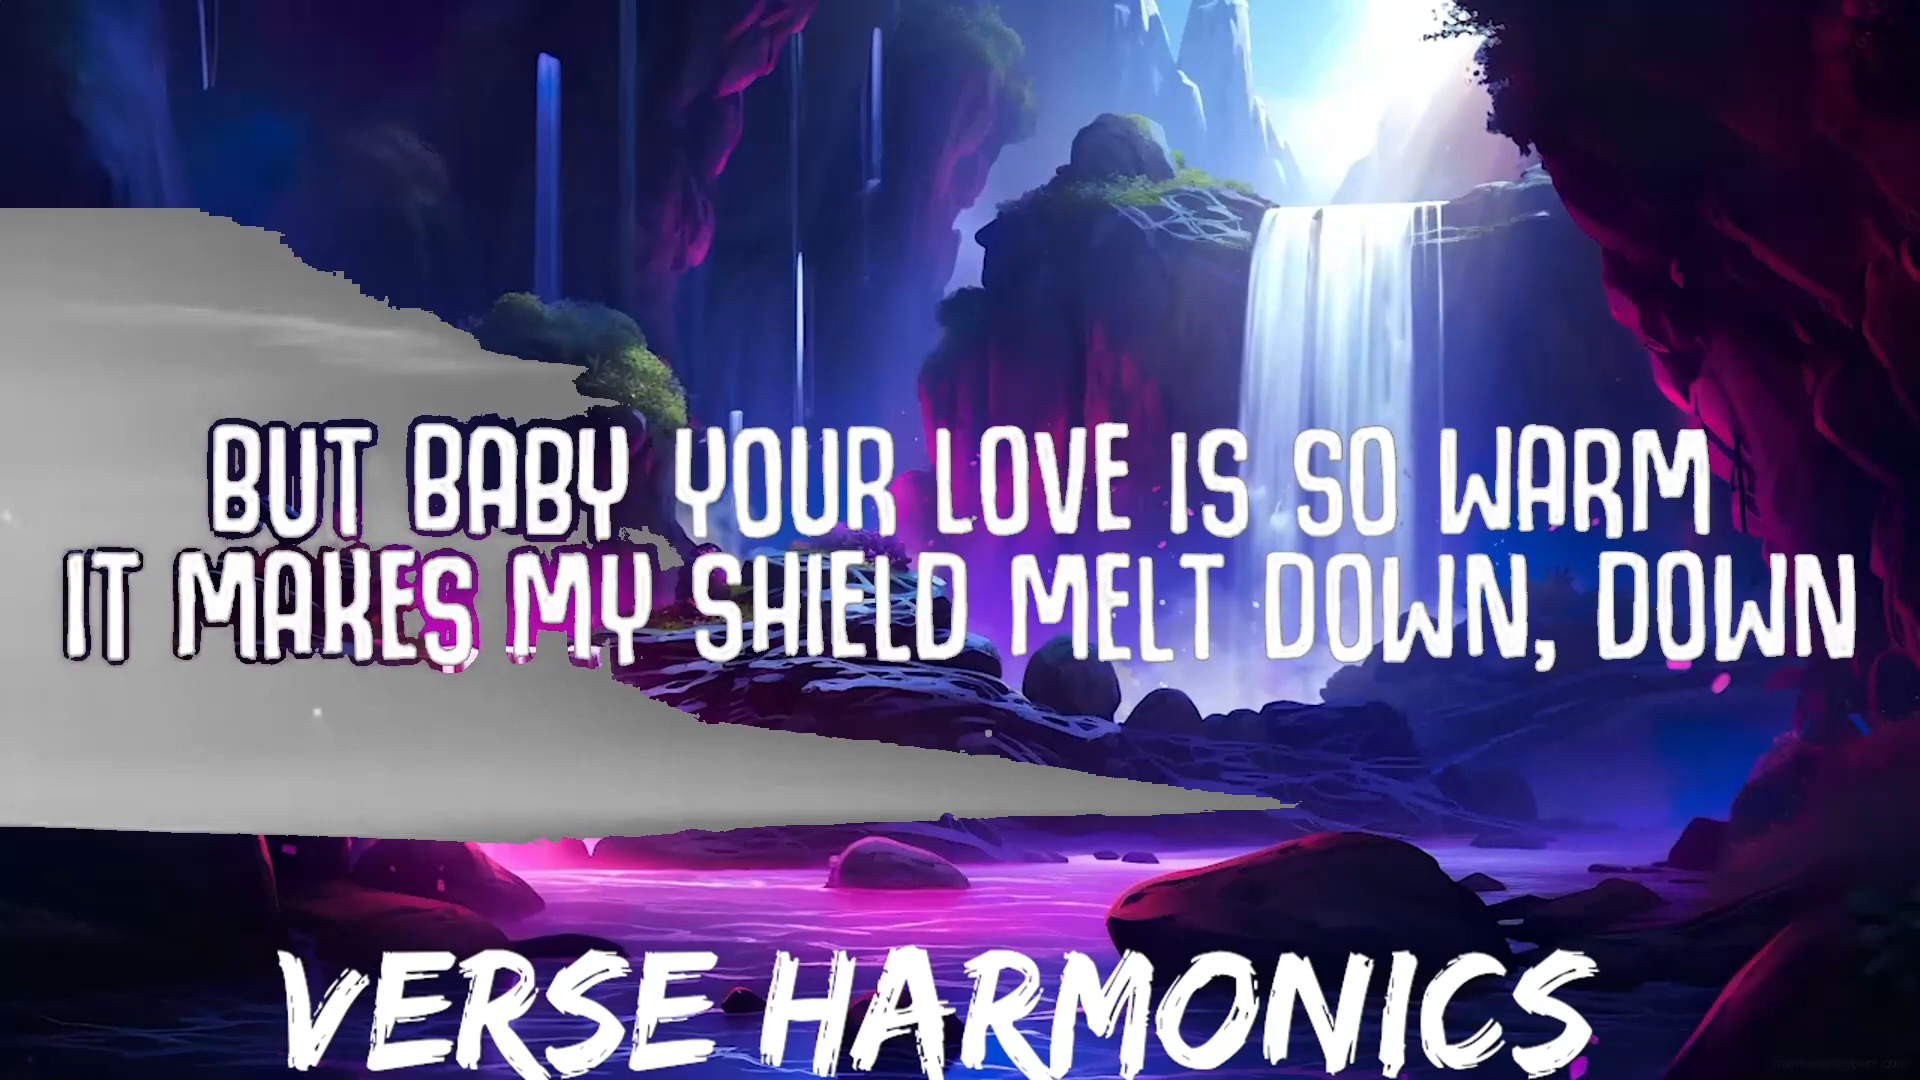 BUT BABY YOUR LOVE IS SO WARM
IT MAKES MY SHIELD MELT DOWN, DOWN
VERSE HARMONICS